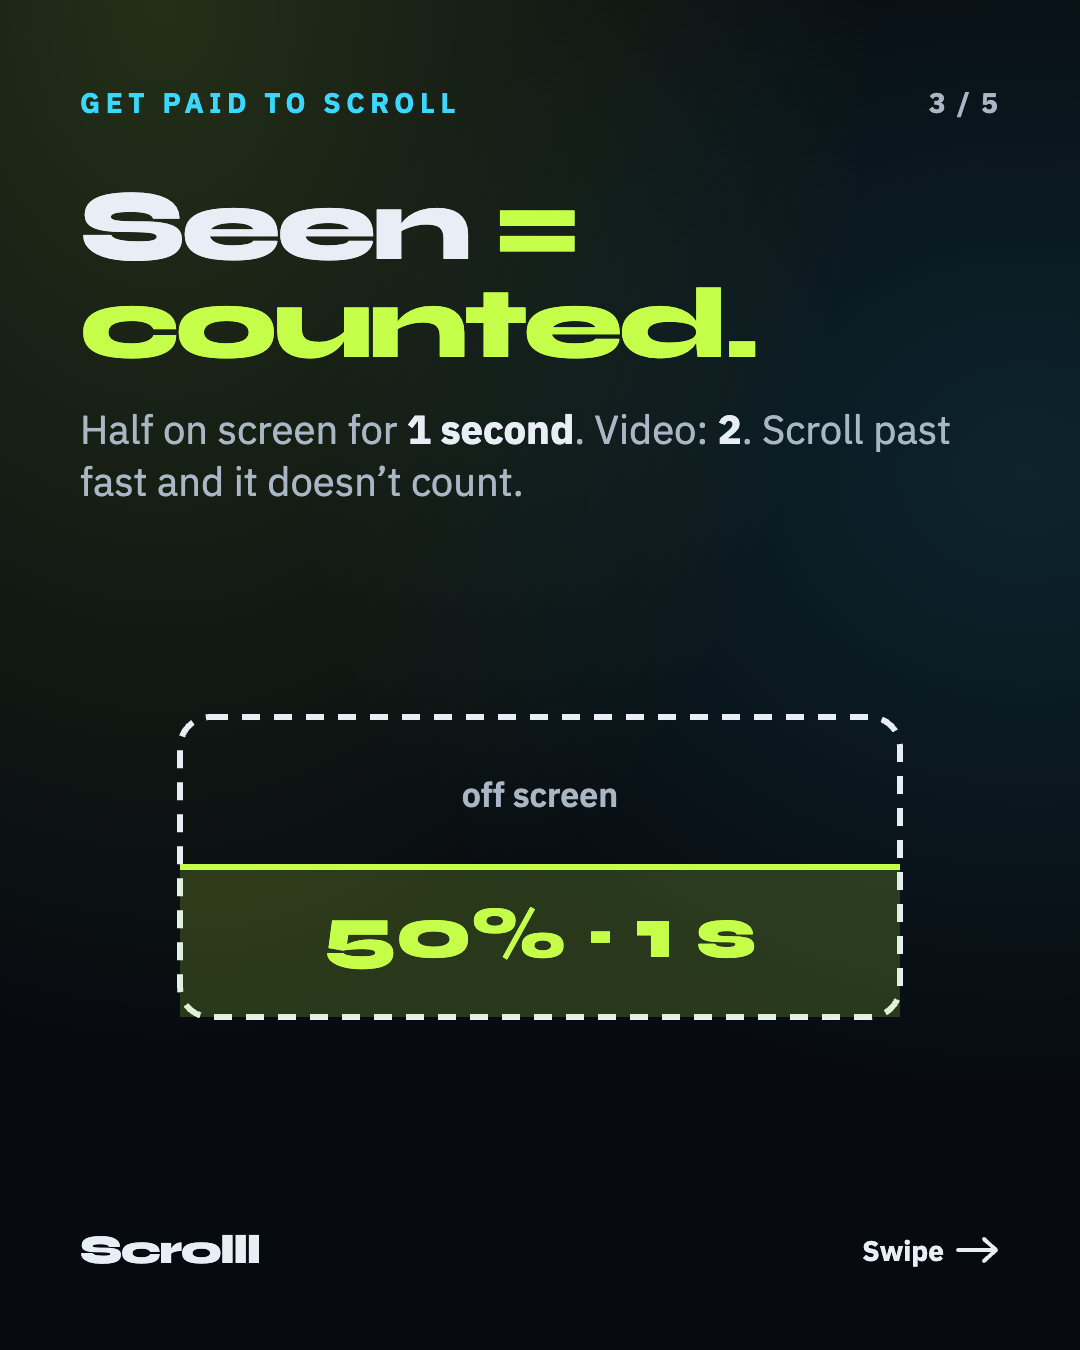 GET PAID TO SCROLL
3 / 5
Seen =
counted.
Half on screen for 1 second. Video: 2. Scroll past
fast and it doesn’t count.
off screen
50% · 1 s
Scrolll
Swipe →